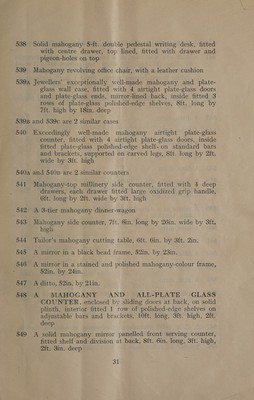 538 Solid mahogany 5-ft. double pedestal writing desk, fitted
with centre drawer, top lined, fitted with drawer and
pigeon-holes on top
539 Mahogany revolving office chair, with a leather cushion
539A Jewellers' exceptionally well-made mahogany and plate-
glass wall case, fitted with 4 airtight plate-glass doors
and plate-glass ends, mirror-lined back, inside fitted 3
rows of plate-glass polished-edge shelves, 8ft. long by
7ft. high by 18in. deep
539B and 539C are 2 similar cases
540 Exceedingly well-made mahogany airtight plate-glass
counter, fitted with 4 airtight plate-glass doors, inside
fitted plate-glass polished-edge shelf, on standard bars
and brackets, supported on carved legs, 8ft. long by 2ft.
wide by 3ft. high
540A and 540B are 2 similar counters
541 Mahogany-top millinery side counter, fitted with 4 deep
drawers, each drawer fitted large oxidized grip handle,
6ft. long by 2ft. wide by 3ft. high
542 A 3-tier mahogany dinner-wagon
543 Mahogany side counter, 7ft. 6in. long by 26in. wide by 3ft.
high
544 Tailor's mahogany cutting table, 6ft. 6in. by 3ft. 2in.
545 A mirror in a black bead frame, 52in. by 23in.
546 A mirror in a stained and polished mahogany-colour frame,
52in. by 24in.
547 A ditto, 52in. by 21in.
548 A MAHOGANY AND ALL-PLATE GLASS
COUNTER, enclosed by sliding doors at back, on solid
plinth, interior fitted 1 row of polished-edge shelves on
adjustable bars and brackets, 10ft. long, 3ft. high, 2ft.
deep
549 A solid mahogany mirror panelled front serving counter,
fitted shelf and division at back, 8ft. 6in. long, 3ft. high,
2ft. 3in. deep
31